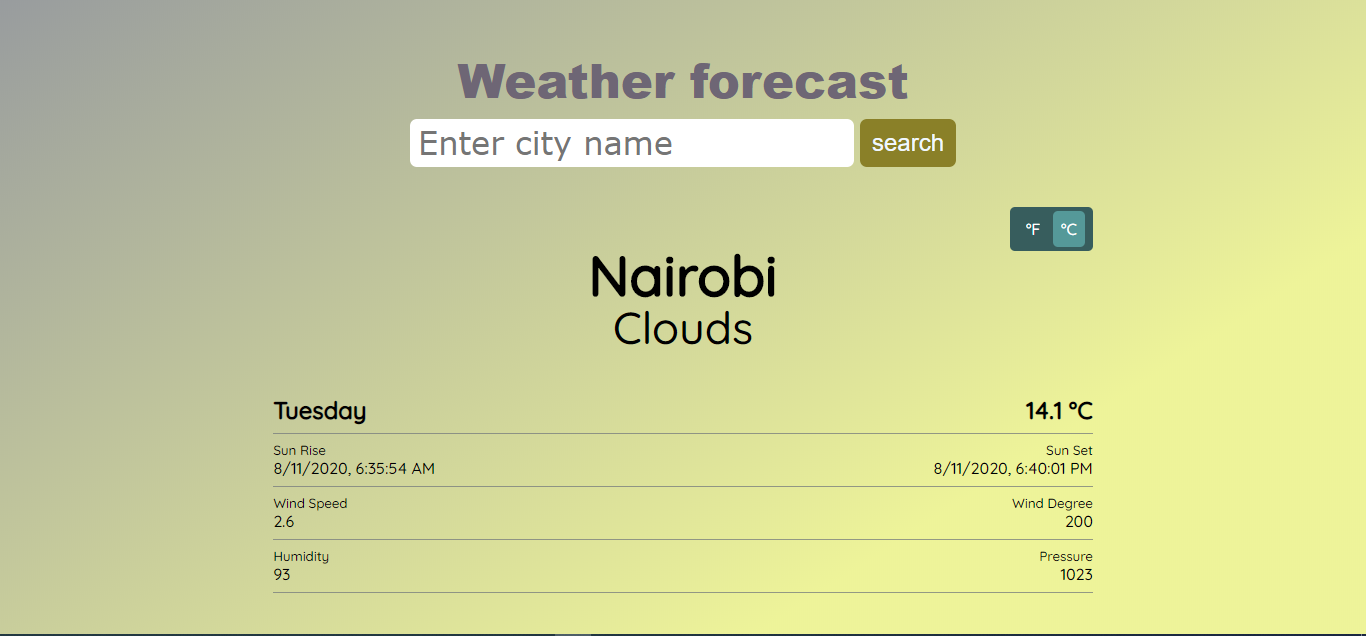 Weather forecast
Enter city name search
°F °C
Nairobi
Clouds
Tuesday 14.1 °C
Sun Rise Sun Set
8/11/2020, 6:35:54 AM 8/11/2020, 6:40:01 PM
Wind Speed Wind Degree
2.6 200
Humidity Pressure
93 1023